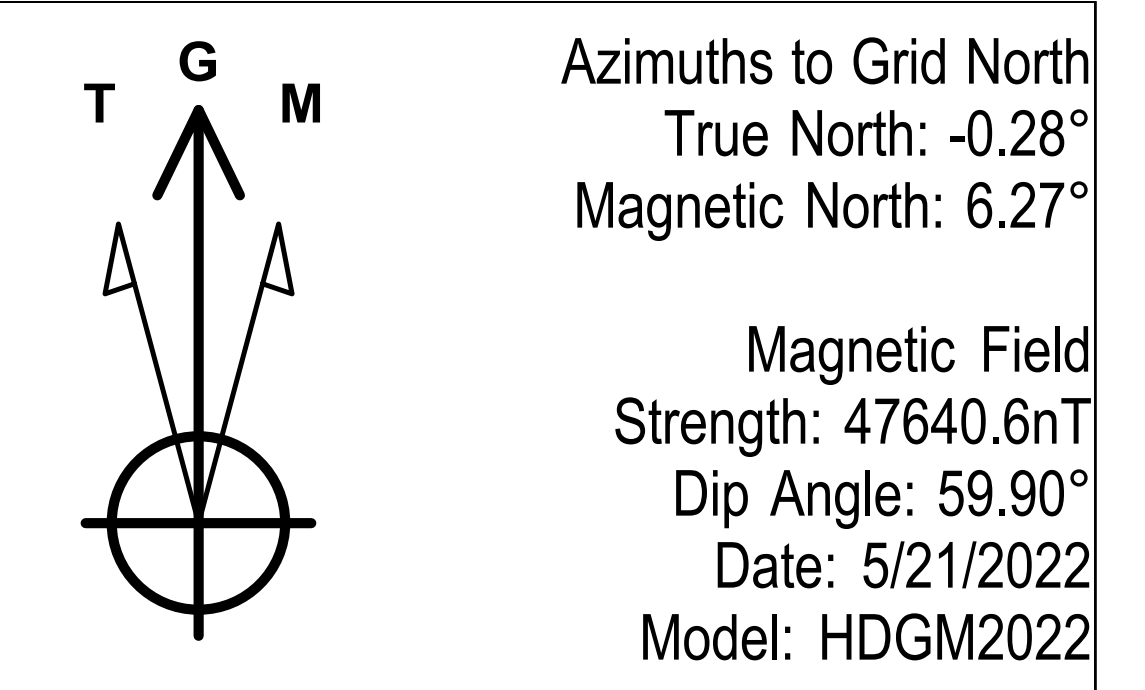 G
T M
Azimuths to Grid North
True North: -0.28°
Magnetic North: 6.27°
Magnetic Field
Strength: 47640.6nT
Dip Angle: 59.90°
Date: 5/21/2022
Model: HDGM2022